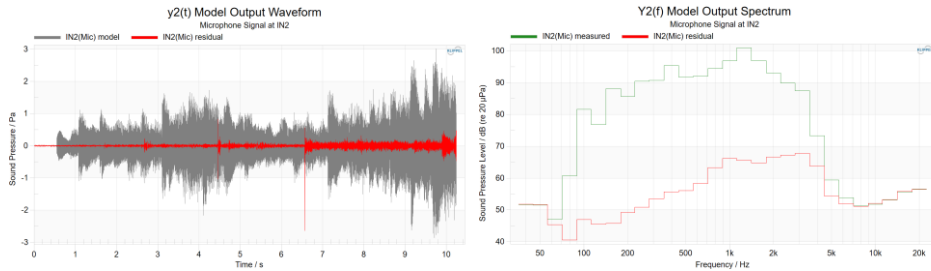 y2(t) Model Output Waveform
Microphone Signal at IN2
IN2(Mic) model
IN2(Mic) residual
KLIPPEL
Sound Pressure / Pa
3
2
1
0
-1
-2
-3
0 1 2 3 4 5 6 7 8 9 10
Time / s
Y2(f) Model Output Spectrum
Microphone Signal at IN2
IN2(Mic) measured
IN2(Mic) residual
KLIPPEL
Sound Pressure Level / dB (re 20 µPa)
100
90
80
70
60
50
40
50 100 200 500 1k 2k 5k 10k 20k
Frequency / Hz